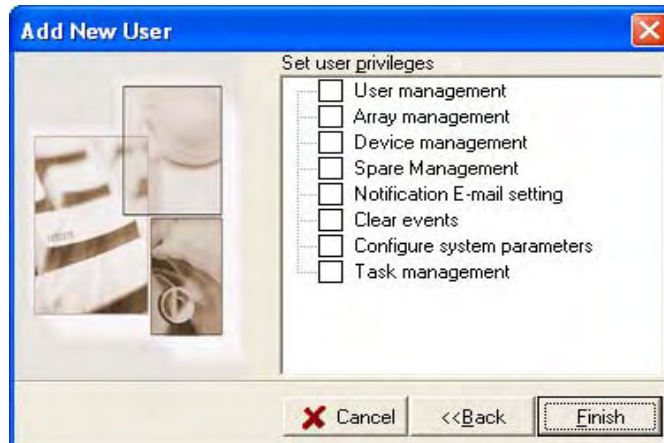 Add New User
Set user privileges
User management
Array management
Device management
Spare Management
Notification E-mail setting
Clear events
Configure system parameters
Task management
Cancel
<<Back
Finish